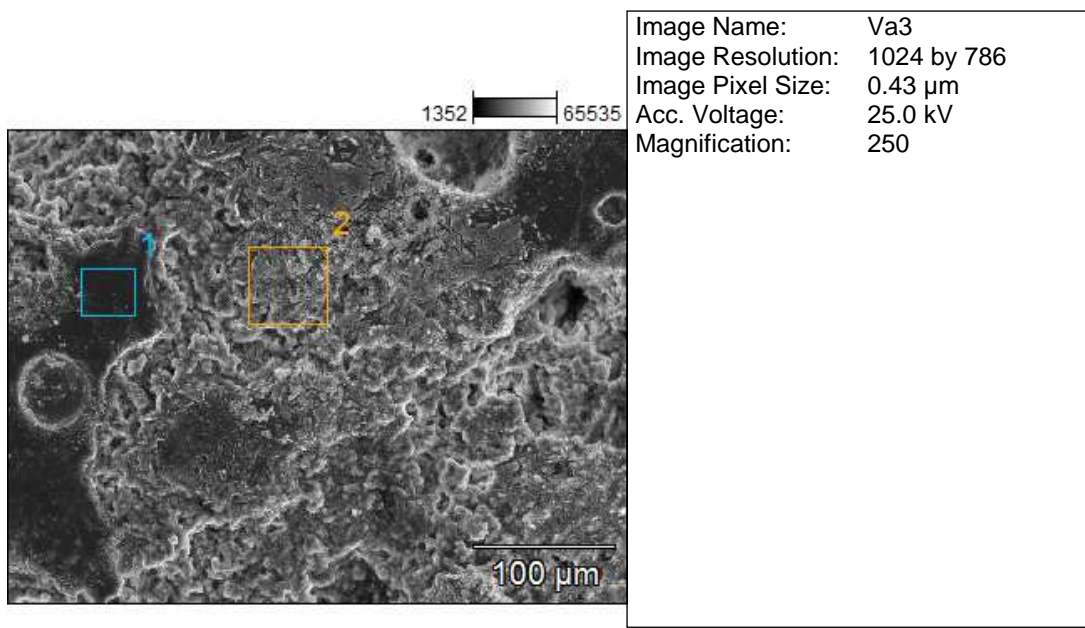 Image Name: Va3
Image Resolution: 1024 by 786
Image Pixel Size: 0.43 µm
Acc. Voltage: 25.0 kV
Magnification: 250
1352 65535
1
2
100 µm